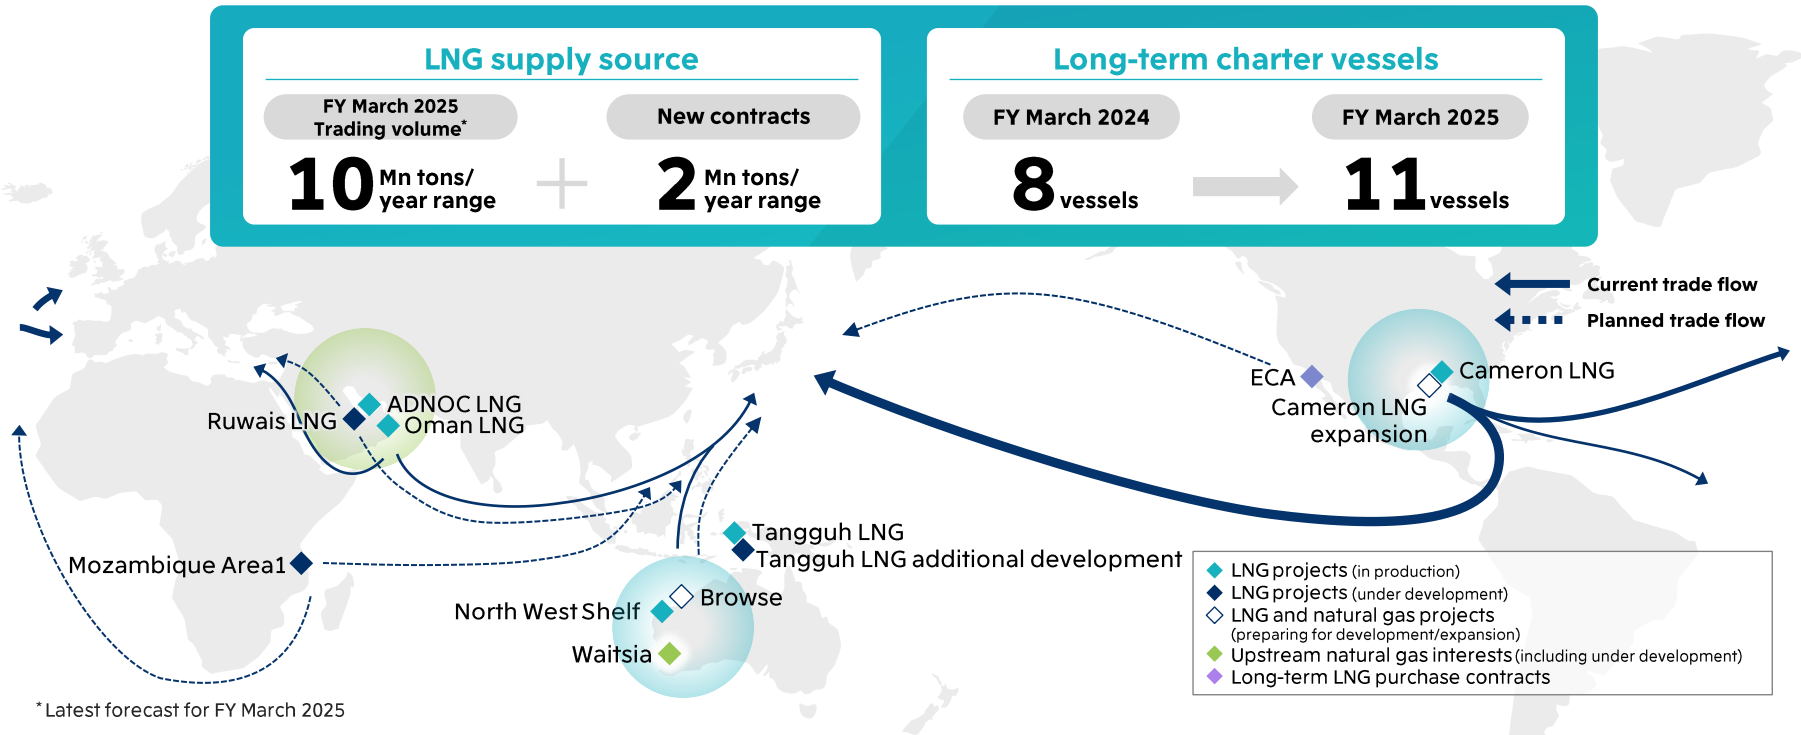 LNG supply source
FY March 2025
Trading volume*
10 Mn tons/
year range
+
New contracts
2 Mn tons/
year range
Long-term charter vessels
FY March 2024
8 vessels
FY March 2025
11 vessels
Current trade flow
Planned trade flow
ADNOC LNG
Ruwais LNG
Oman LNG
Mozambique Area1
Tangguh LNG
Tangguh LNG additional development
Browse
North West Shelf
Waitsia
ECA
Cameron LNG
Cameron LNG
expansion
LNG projects (in production)
LNG projects (under development)
LNG and natural gas projects
(preparing for development/expansion)
Upstream natural gas interests (including under development)
Long-term LNG purchase contracts
*Latest forecast for FY March 2025